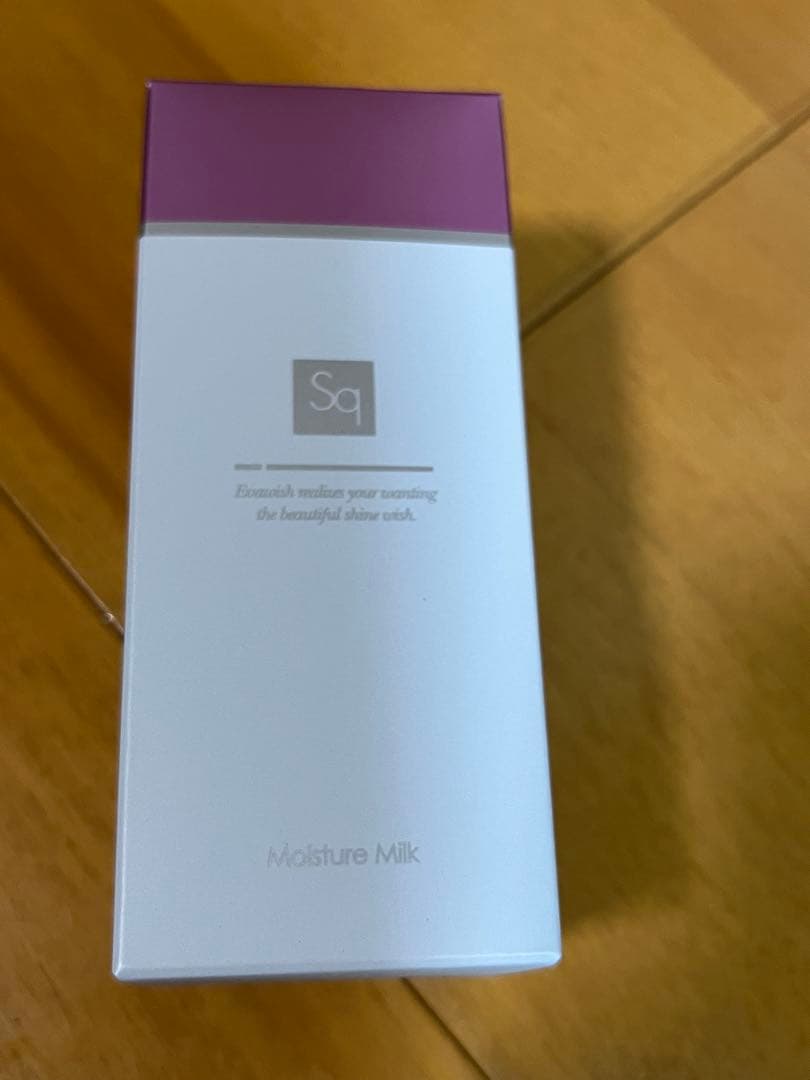 Sq
Evawish realizes your wanting
the beautiful shine wish.
Moisture Milk